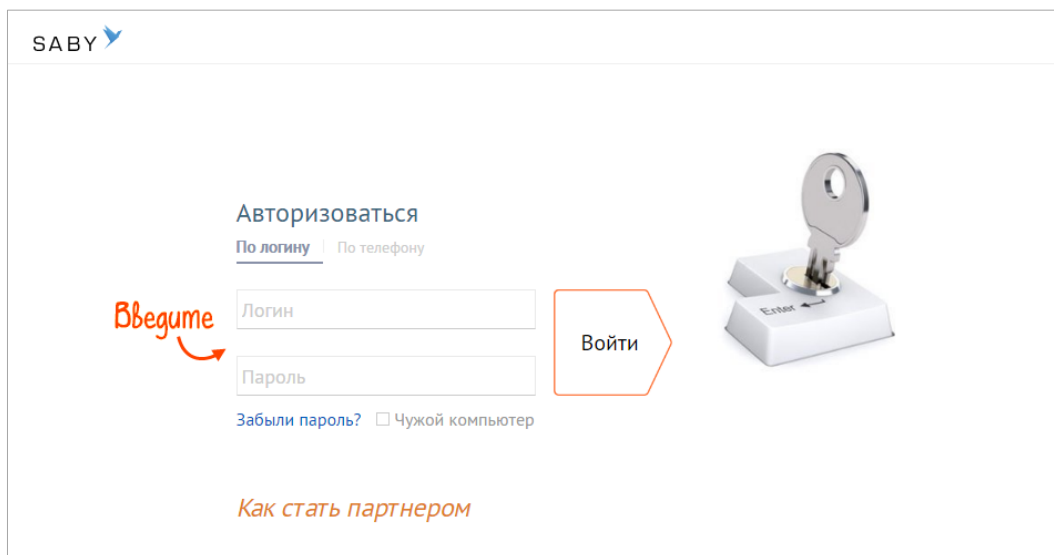 SABY
Авторизоваться
По логину По телефону
Введите
Логин
Пароль
Войти
Enter
Забыли пароль? Чужой компьютер
Как стать партнером